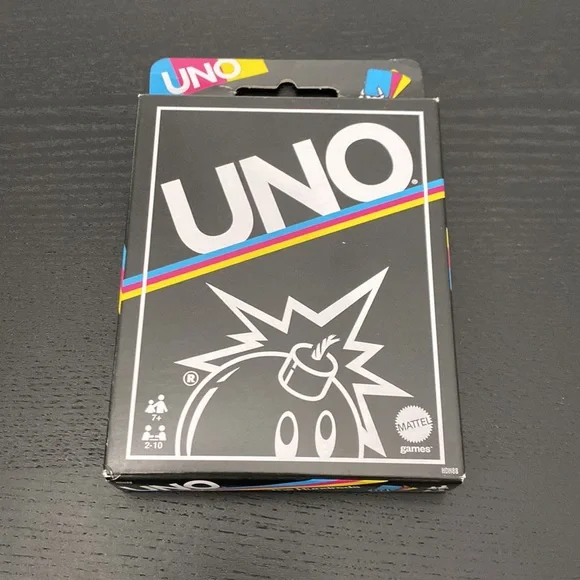 UNO
UNO®
®
7+
2-10
MATTEL
games
UNO